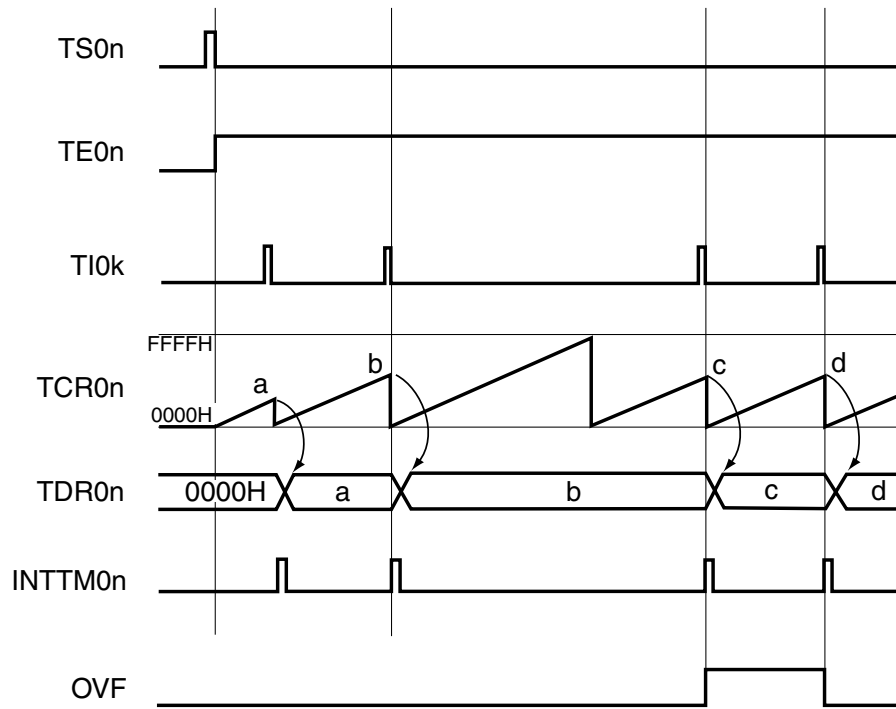 TS0n
TE0n
TI0k
FFFFH
TCR0n
0000H
a
b
c
d
TDR0n
0000H
a
b
c
d
INTTM0n
OVF